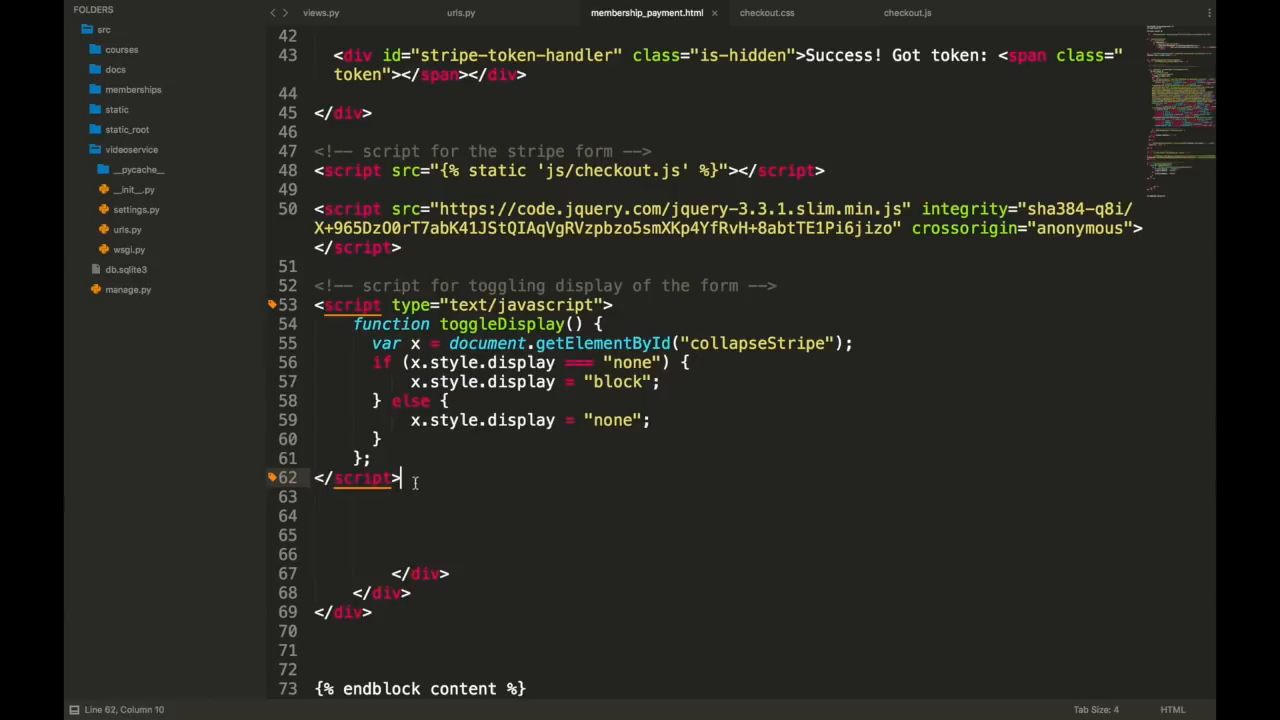 FOLDERS
src
courses
docs
memberships
static
static_root
videoservice
__pycache__
__init__.py
settings.py
urls.py
wsgi.py
db.sqlite3
manage.py
views.py
urls.py
membership_payment.html ×
checkout.css
checkout.js
42
43 <div id="stripe-token-handler" class="is-hidden">Success! Got token: <span class="
token"></span></div>
44
45 </div>
46
47 <!-- script for the stripe form -->
48 <script src="{% static 'js/checkout.js' %}"></script>
49
50 <script src="https://code.jquery.com/jquery-3.3.1.slim.min.js" integrity="sha384-q8i/
X+965DzO0rT7abK41JStQIAqVgRVzpbzo5smXKp4YfRvH+8abtTE1Pi6jizo" crossorigin="anonymous">
</script>
51
52 <!-- script for toggling display of the form -->
53 <script type="text/javascript">
54 function toggleDisplay() {
55 var x = document.getElementById("collapseStripe");
56 if (x.style.display === "none") {
57 x.style.display = "block";
58 } else {
59 x.style.display = "none";
60 }
61 };
62 </script>
63
64
65
66
67 </div>
68 </div>
69 </div>
70
71
72
73 {% endblock content %}
Line 62, Column 10
Tab Size: 4
HTML